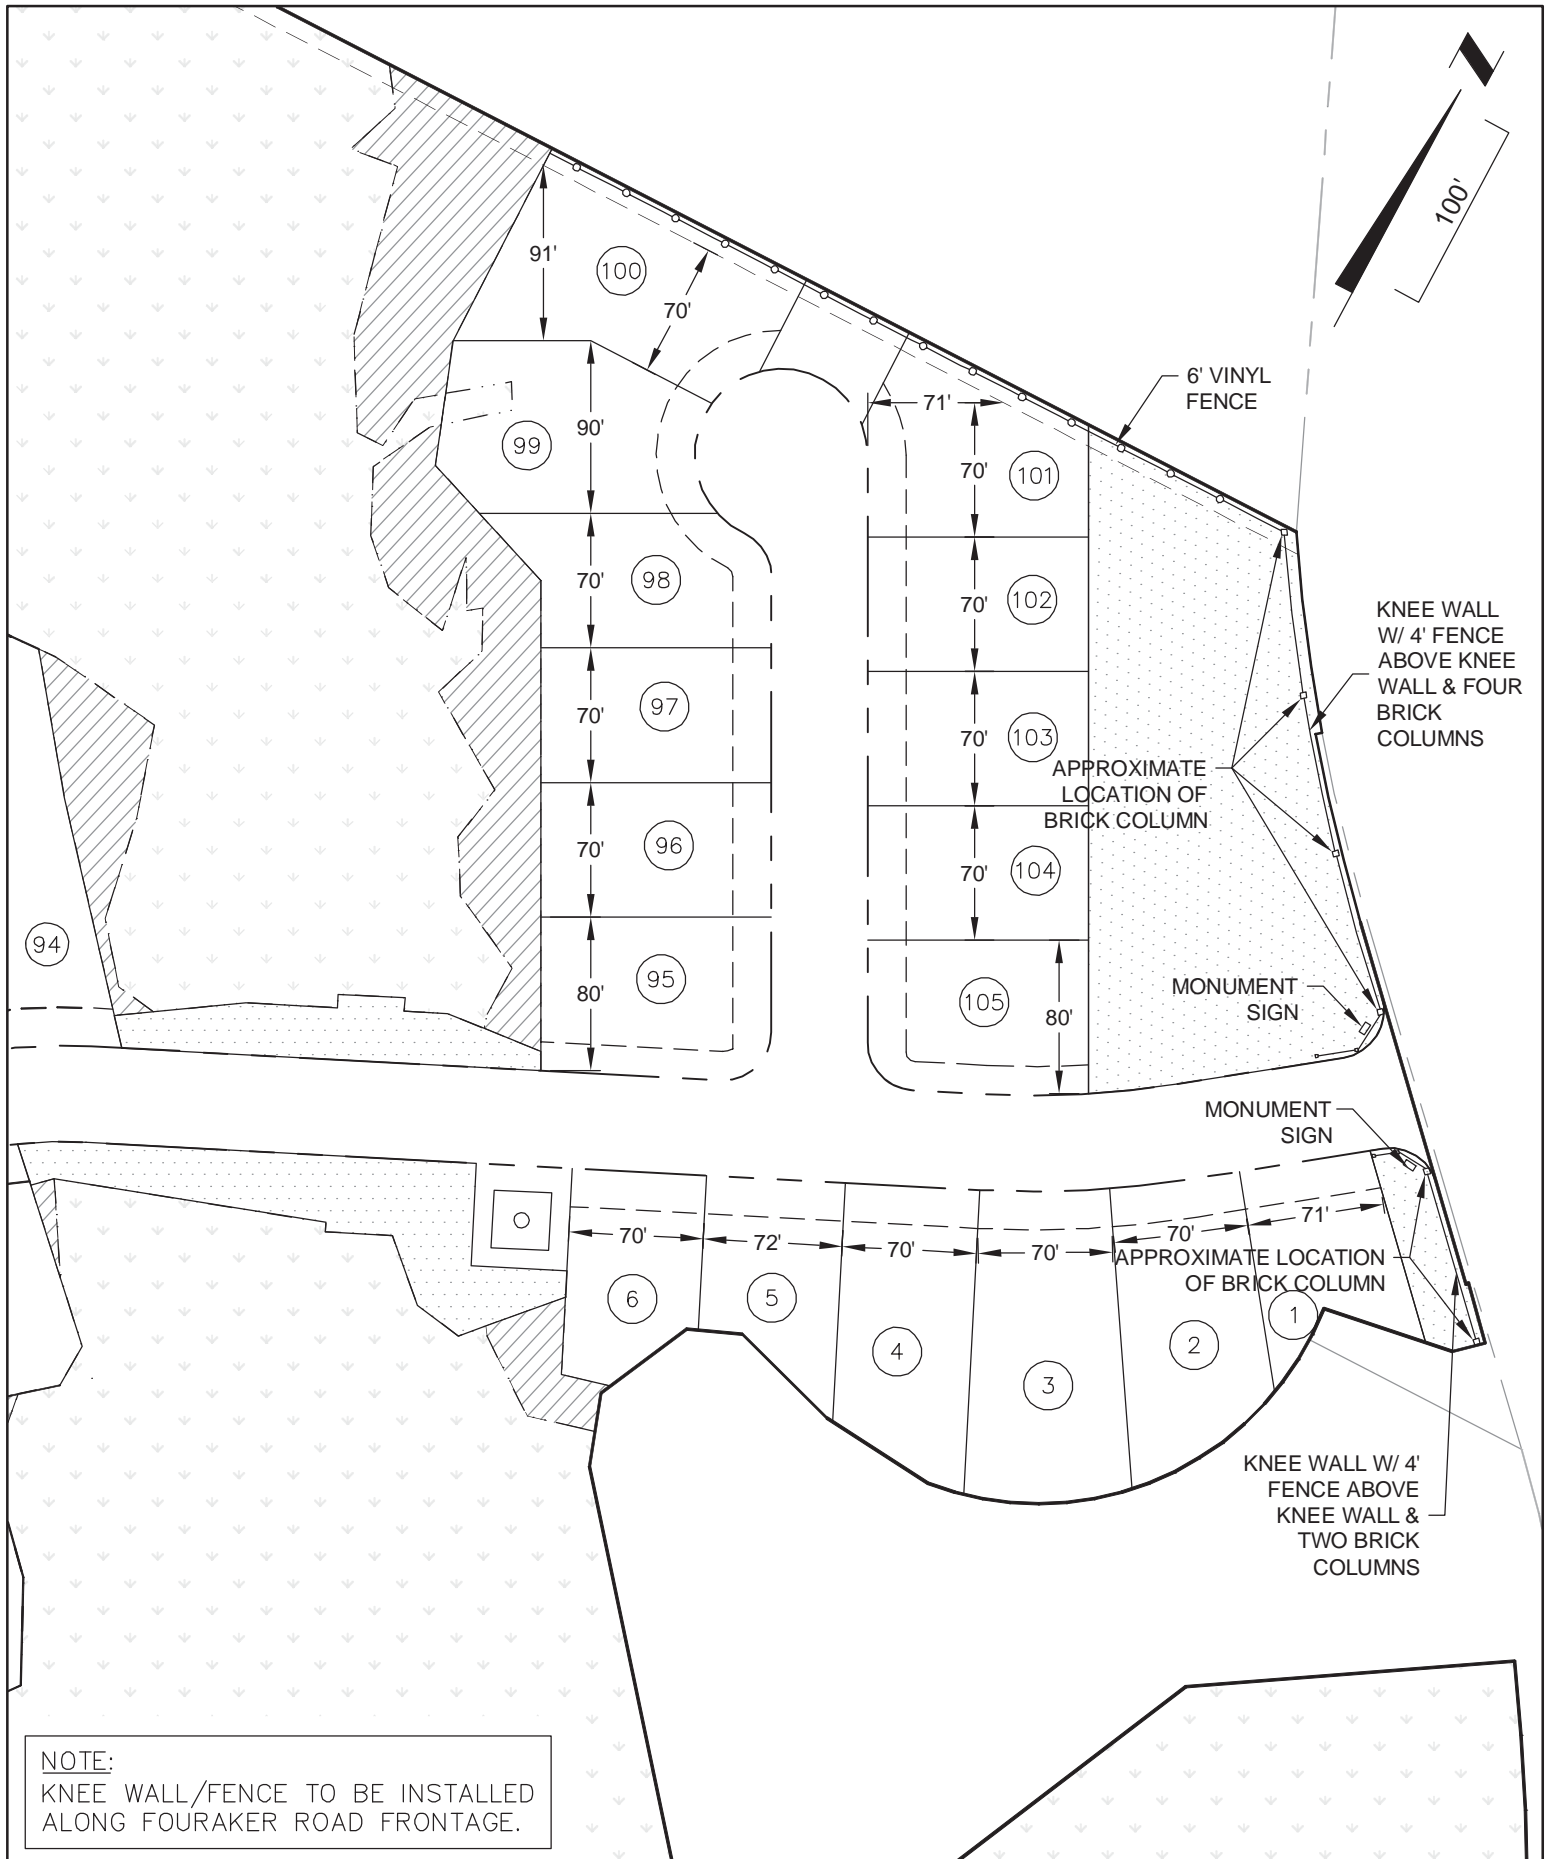 N
100'
91'
100
70'
6' VINYL
FENCE
71'
90'
99
70'
101
70'
98
70'
102
KNEE WALL
W/ 4' FENCE
ABOVE KNEE
WALL & FOUR
BRICK
COLUMNS
70'
97
70'
103
APPROXIMATE
LOCATION OF
BRICK COLUMN
70'
96
70'
104
94
80'
95
105
80'
MONUMENT
SIGN
MONUMENT
SIGN
70'
72'
70'
70'
70'
71'
APPROXIMATE LOCATION
OF BRICK COLUMN
6
5
4
3
2
1
KNEE WALL W/ 4'
FENCE ABOVE
KNEE WALL &
TWO BRICK
COLUMNS
NOTE:
KNEE WALL/FENCE TO BE INSTALLED
ALONG FOURAKER ROAD FRONTAGE.